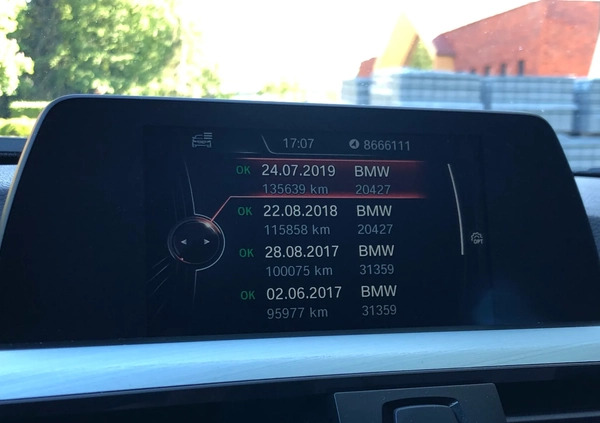 17:07 4 8666111
OK 24.07.2019 BMW
135639 km 20427
OK 22.08.2018 BMW
115858 km 20427
OK 28.08.2017 BMW
100075 km 31359
OK 02.06.2017 BMW
95977 km 31359
OPT